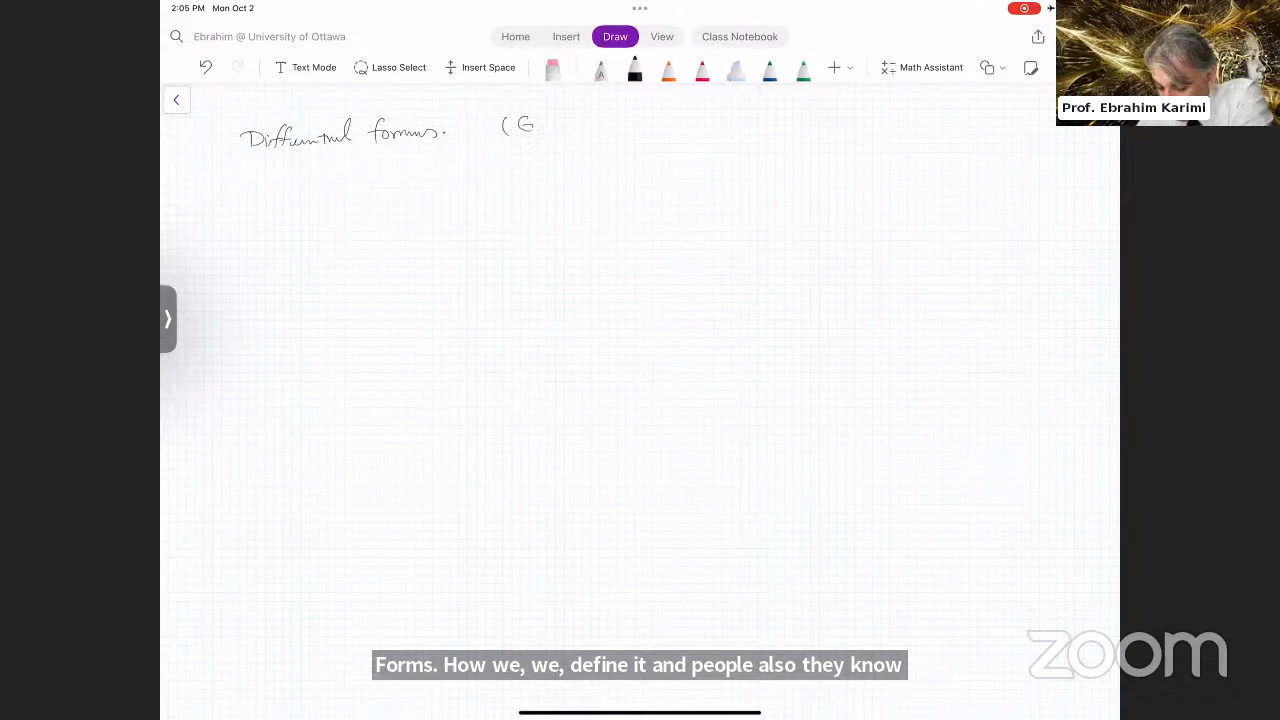 2:05 PM Mon Oct 2
Ebrahim @ University of Ottawa
Home Insert Draw View Class Notebook
Text Mode Lasso Select Insert Space A Math Assistant
Prof. Ebrahim Karimi
Differential forms. (G
Forms. How we, we, define it and people also they know
zoom